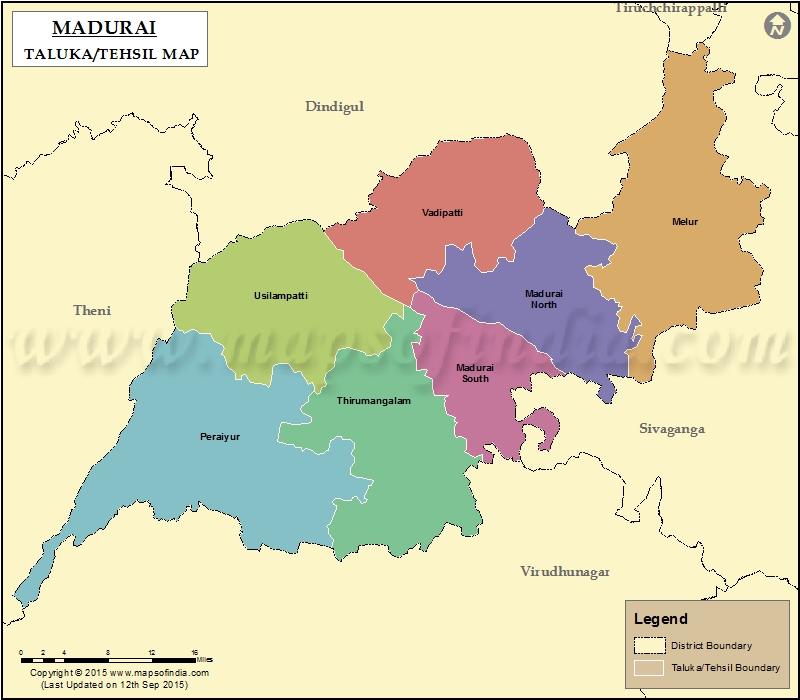 MADURAI
TALUKA/TEHSIL MAP
Tiruchchirappalli
N
Dindigul
Vadipatti
Melur
Usilampatti
Madurai
North
Theni
www.mapsofindia.com
Madurai
South
Thirumangalam
Peraiyur
Sivaganga
Virudhunagar
Legend
District Boundary
Taluka/Tehsil Boundary
0 2 4 8 12 16
Miles
Copyright © 2015 www.mapsofindia.com
(Last Updated on 12th Sep 2015)